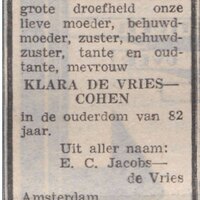 grote droefheid onze
lieve moeder, behuwd-
moeder, zuster, behuwd-
zuster, tante en oud-
tante, mevrouw
KLARA DE VRIES—
COHEN
in de ouderdom van 82
jaar.
Uit aller naam:
E. C. Jacobs—
de Vries
Amsterdam